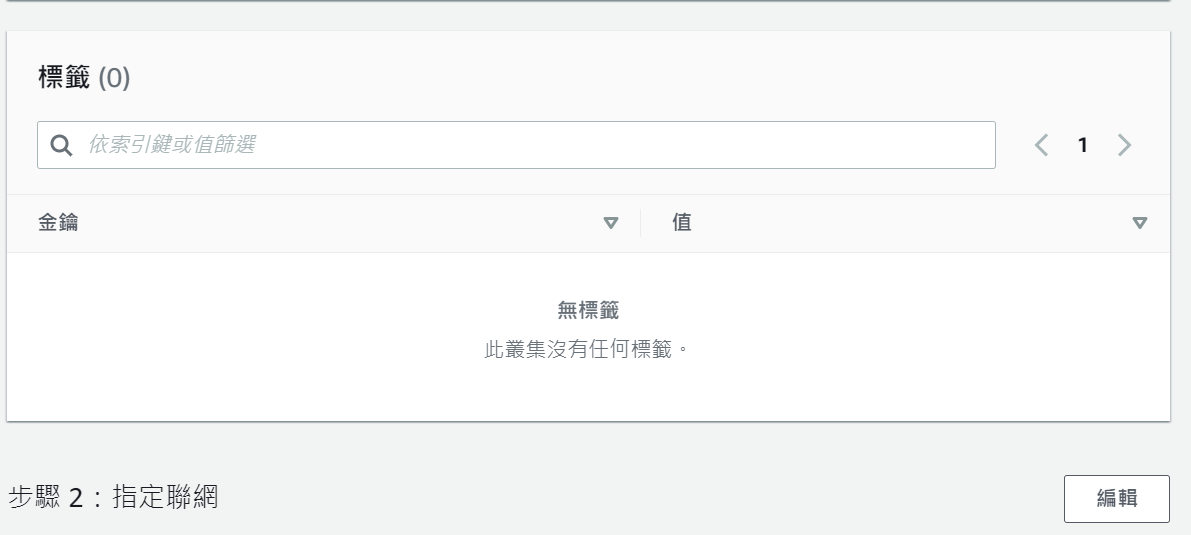 標籤 (0)
依索引鍵或值篩選
1
金鑰 值
無標籤
此叢集沒有任何標籤。
步驟 2：指定聯網
編輯